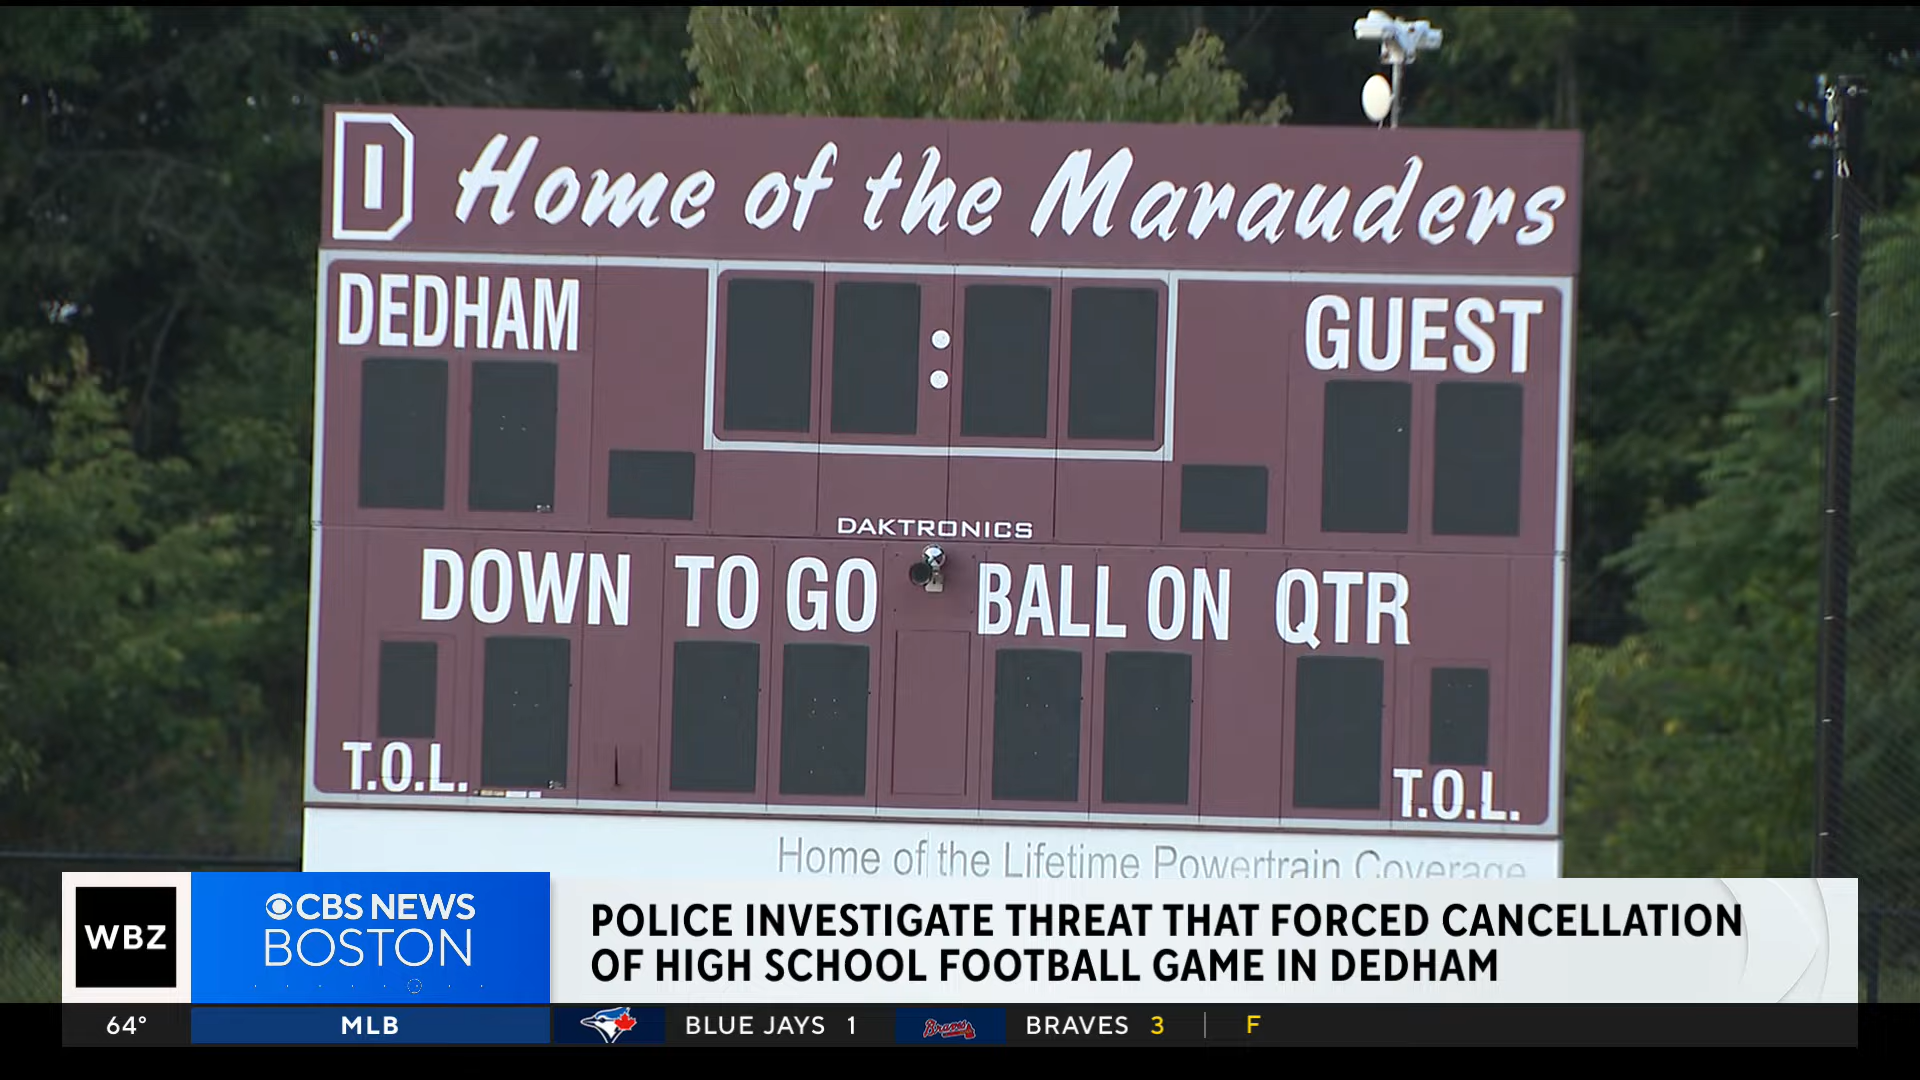 D Home of the Marauders
DEDHAM
GUEST
:
DAKTRONICS
DOWN TO GO BALL ON QTR
T.O.L.
T.O.L.
Home of the Lifetime Powertrain Coverage
WBZ
CBS NEWS
BOSTON
POLICE INVESTIGATE THREAT THAT FORCED CANCELLATION
OF HIGH SCHOOL FOOTBALL GAME IN DEDHAM
64° MLB BLUE JAYS 1 Braves BRAVES 3 | F